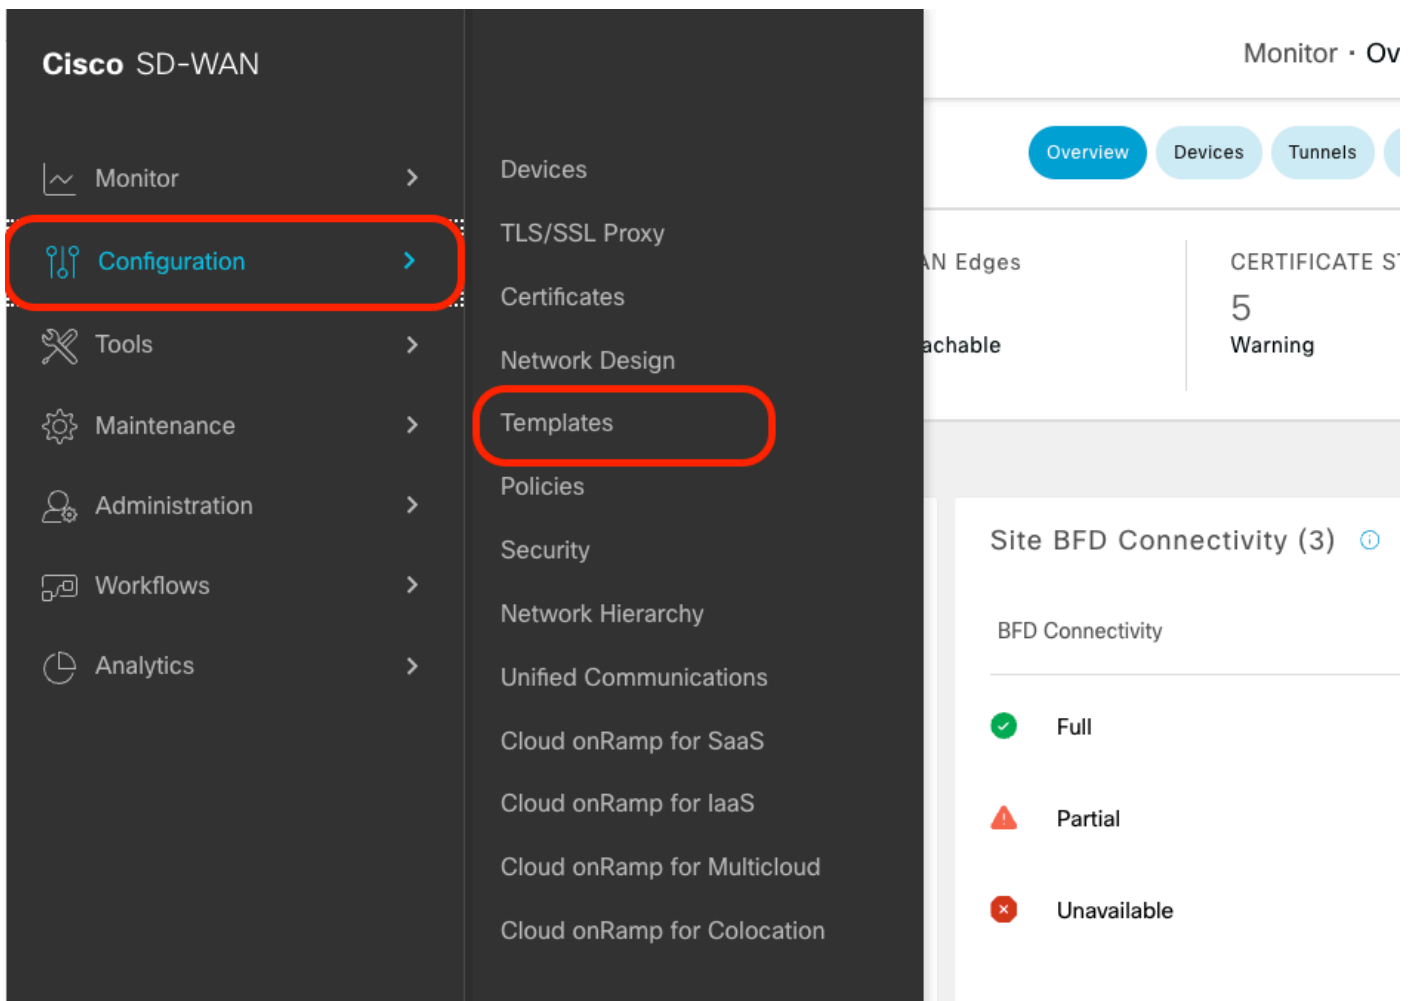 Cisco SD-WAN
Monitor
Configuration
Tools
Maintenance
Administration
Workflows
Analytics
Devices
TLS/SSL Proxy
Certificates
Network Design
Templates
Policies
Security
Network Hierarchy
Unified Communications
Cloud onRamp for SaaS
Cloud onRamp for IaaS
Cloud onRamp for Multicloud
Cloud onRamp for Colocation
Monitor · Ov
Overview Devices Tunnels
AN Edges
achable
CERTIFICATE ST
5
Warning
Site BFD Connectivity (3)
BFD Connectivity
Full
Partial
Unavailable